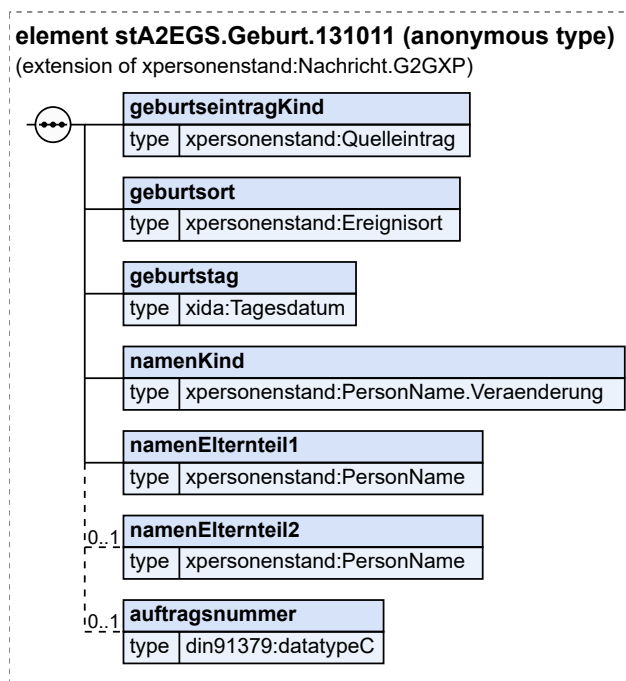 element stA2EGS.Geburt.131011 (anonymous type)
(extension of xpersonenstand:Nachricht.G2GXP)
geburtseintragKind
type xpersonenstand:Quelleintrag
geburtsort
type xpersonenstand:Ereignisort
geburtstag
type xida:Tagesdatum
namenKind
type xpersonenstand:PersonName.Veraenderung
namenElternteil1
type xpersonenstand:PersonName
0..1 namenElternteil2
type xpersonenstand:PersonName
0..1 auftragsnummer
type din91379:datatypeC